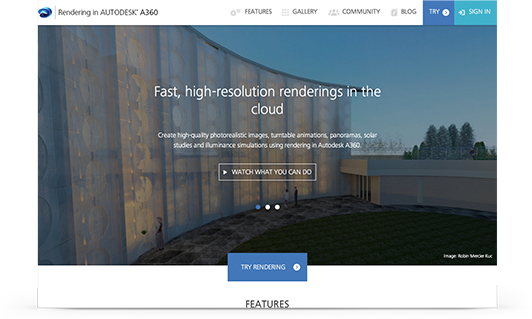 Rendering in AUTODESK® A360
FEATURES
GALLERY
COMMUNITY
BLOG
TRY
SIGN IN
Fast, high-resolution renderings in the
cloud
Create high-quality photorealistic images, turntable animations, panoramas, solar
studies and illuminance simulations using rendering in Autodesk A360.
WATCH WHAT YOU CAN DO
Image: Robin Mercier Kuc
TRY RENDERING
FEATURES